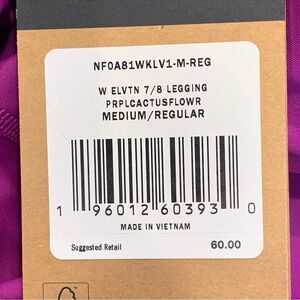 NF0A81WKLV1-M-REG
W ELVTN 7/8 LEGGING
PRPLCACTUSFLOWR
MEDIUM/REGULAR
1 96012 60393 0
MADE IN VIETNAM
Suggested Retail 60.00